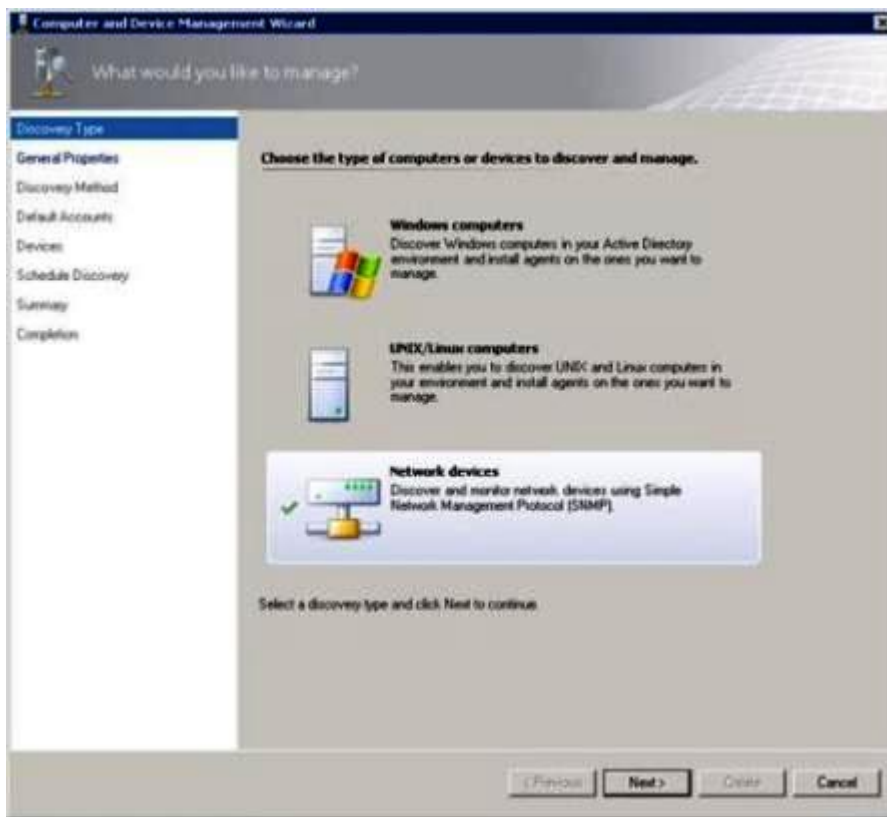 Computer and Device Management Wizard
What would you like to manage?
Discovery Type
General Properties
Discovery Method
Default Accounts
Devices
Schedule Discovery
Summary
Completion
Choose the type of computers or devices to discover and manage.
Windows computers
Discover Windows computers in your Active Directory
environment and install agents on the ones you want to
manage.
UNIX/Linux computers
This enables you to discover UNIX and Linux computers in
your environment and install agents on the ones you want to
manage.
Network devices
Discover and monitor network devices using Simple
Network Management Protocol (SNMP).
Select a discovery type and click Next to continue
< Previous
Next >
Create
Cancel